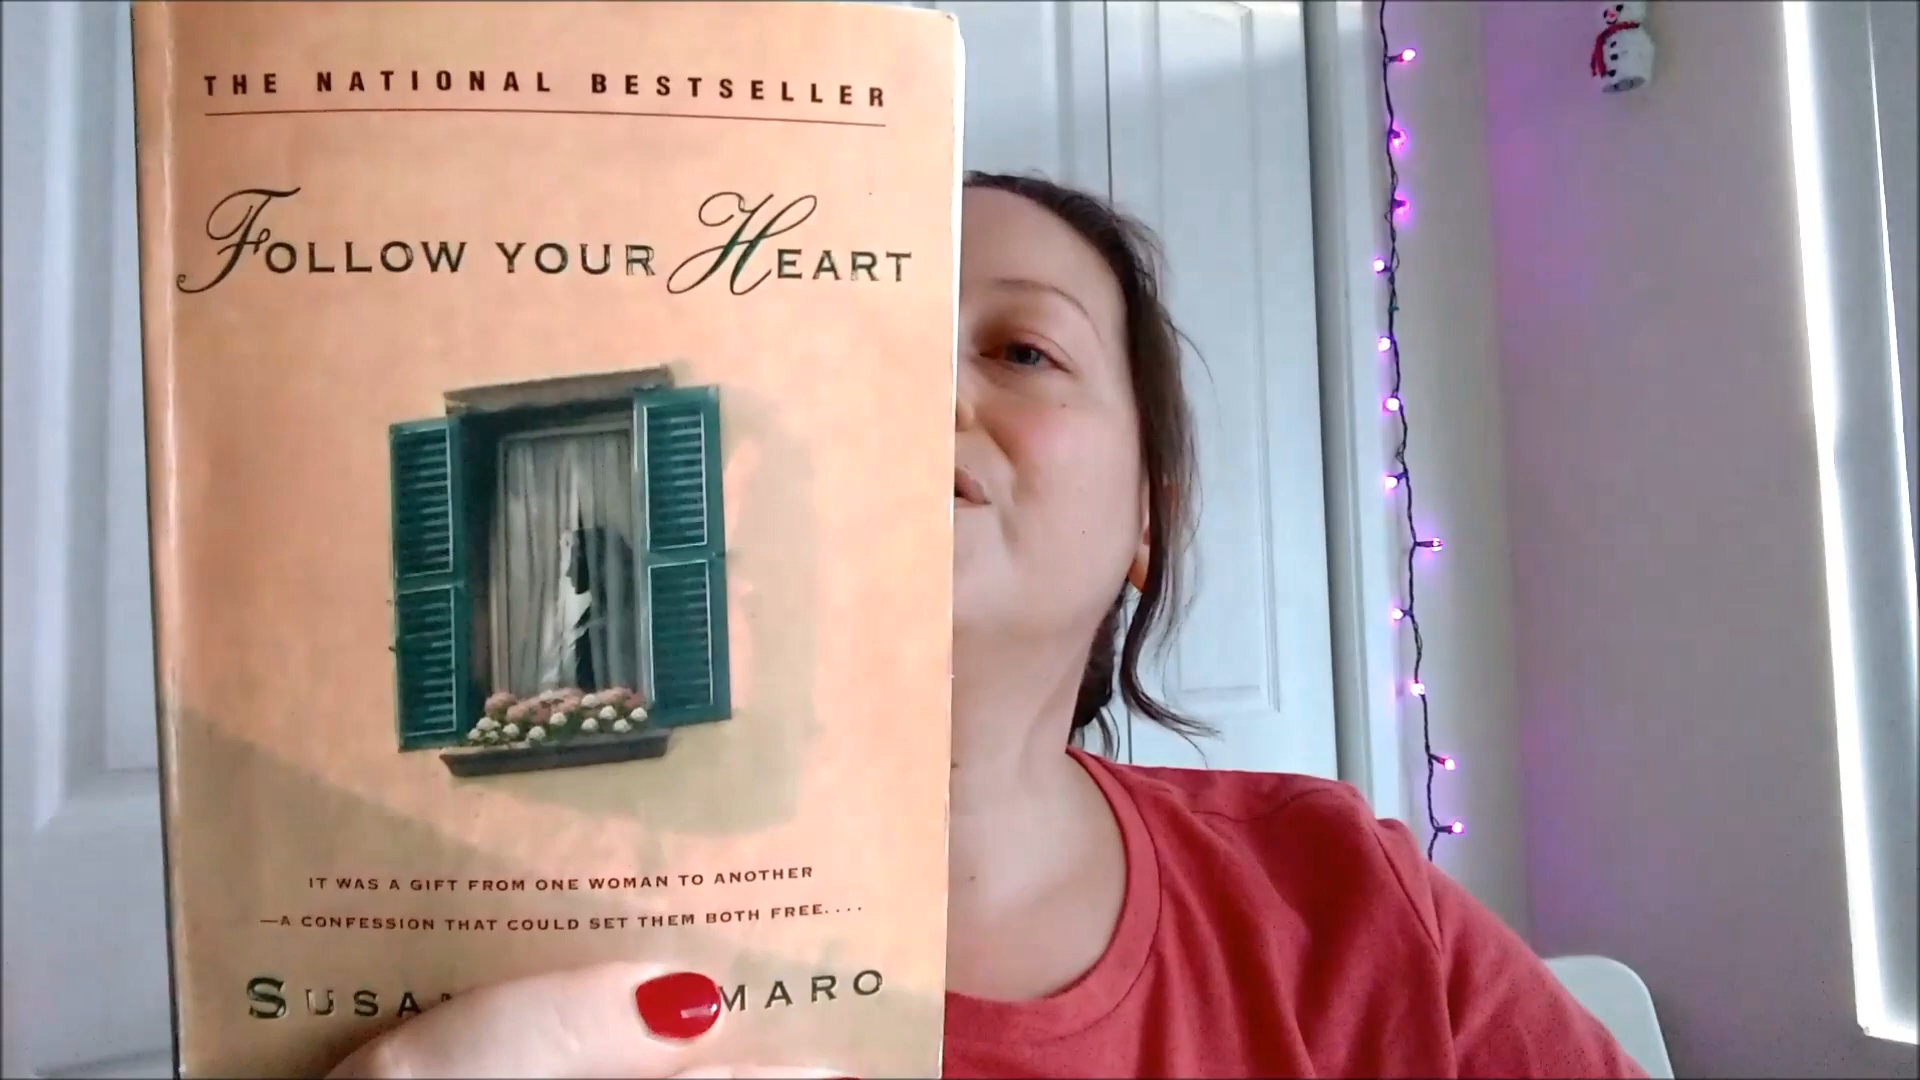 THE NATIONAL BESTSELLER
FOLLOW YOUR HEART
IT WAS A GIFT FROM ONE WOMAN TO ANOTHER
—A CONFESSION THAT COULD SET THEM BOTH FREE....